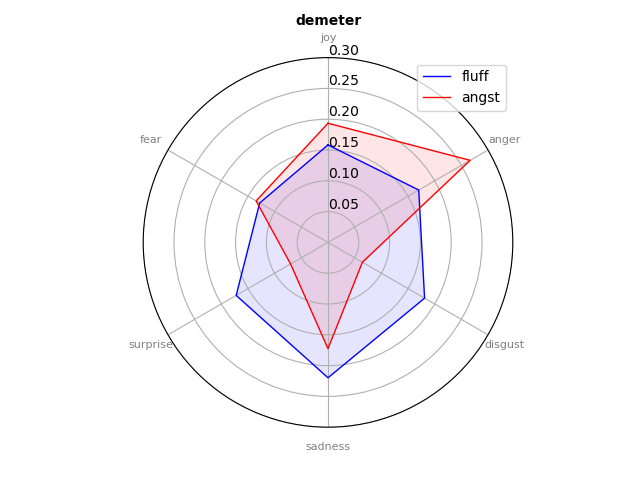 demeter
joy
0.30
0.25
0.20
0.15
0.10
0.05
fluff
angst
fear
anger
surprise
disgust
sadness